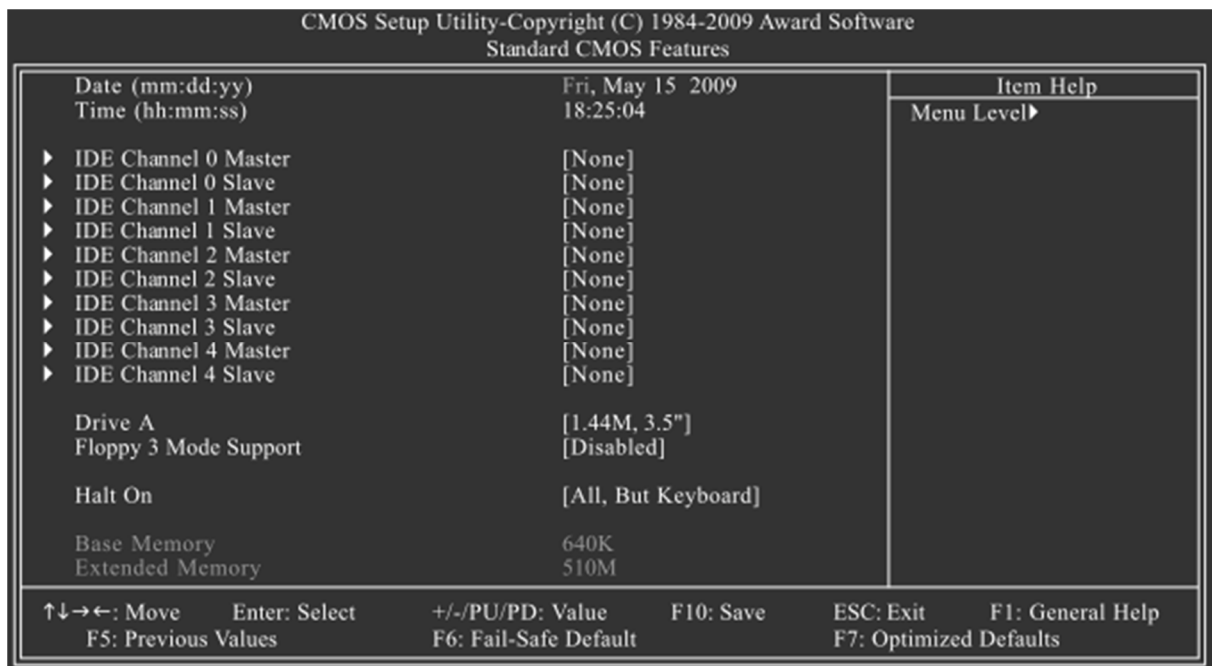 CMOS Setup Utility-Copyright (C) 1984-2009 Award Software
Standard CMOS Features
Date (mm:dd:yy) Fri, May 15 2009
Time (hh:mm:ss) 18:25:04
IDE Channel 0 Master [None]
IDE Channel 0 Slave [None]
IDE Channel 1 Master [None]
IDE Channel 1 Slave [None]
IDE Channel 2 Master [None]
IDE Channel 2 Slave [None]
IDE Channel 3 Master [None]
IDE Channel 3 Slave [None]
IDE Channel 4 Master [None]
IDE Channel 4 Slave [None]
Drive A [1.44M, 3.5"]
Floppy 3 Mode Support [Disabled]
Halt On [All, But Keyboard]
Base Memory 640K
Extended Memory 510M
Item Help
Menu Level▶
↑↓→←: Move Enter: Select +/-/PU/PD: Value F10: Save ESC: Exit F1: General Help
F5: Previous Values F6: Fail-Safe Default F7: Optimized Defaults